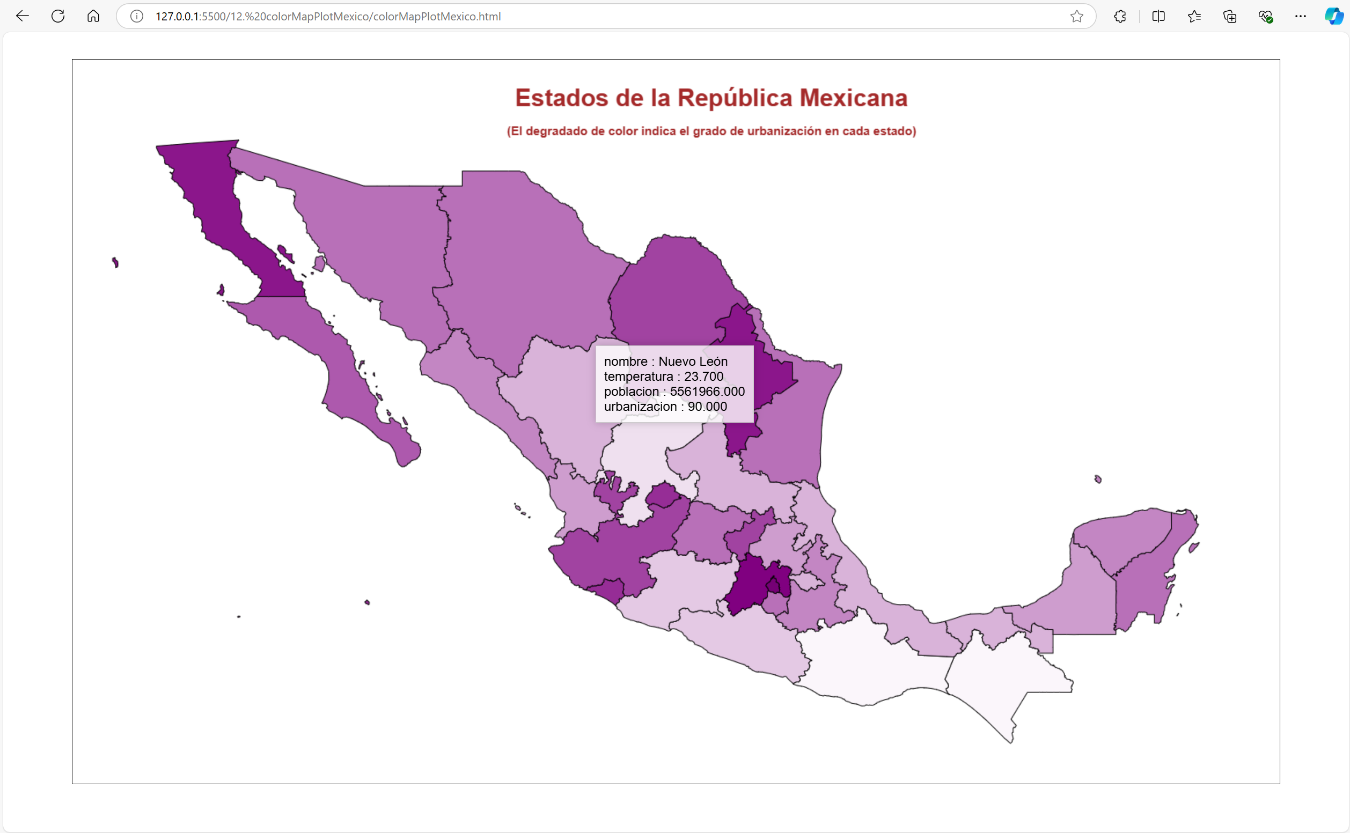 127.0.0.1:5500/12.%20colorMapPlotMexico/colorMapPlotMexico.html
Estados de la República Mexicana
(El degradado de color indica el grado de urbanización en cada estado)
nombre : Nuevo León
temperatura : 23.700
poblacion : 5561966.000
urbanizacion : 90.000